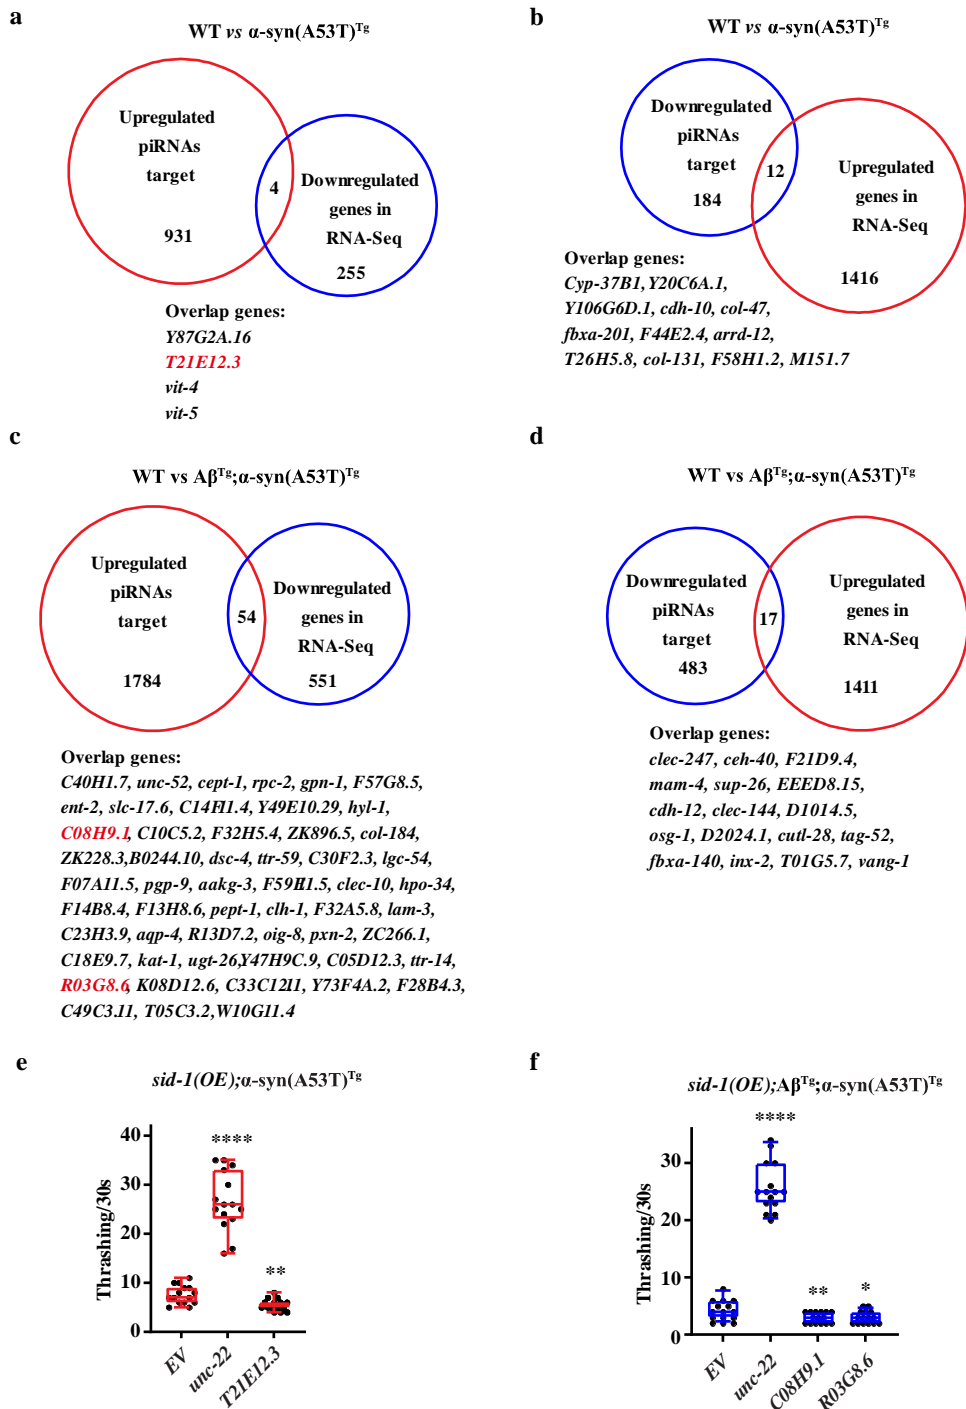 a
WT vs α-syn(A53T)Tg
Upregulated
piRNAs
target
931
4
Downregulated
genes in
RNA-Seq
255
Overlap genes:
Y87G2A.16
T21E12.3
vit-4
vit-5
b
WT vs α-syn(A53T)Tg
Downregulated
piRNAs
target
184
12
Upregulated
genes in
RNA-Seq
1416
Overlap genes:
Cyp-37B1, Y20C6A.1,
Y106G6D.1, cdh-10, col-47,
fbxa-201, F44E2.4, arrd-12,
T26H5.8, col-131, F58H1.2, M151.7
c
WT vs AβTg;α-syn(A53T)Tg
Upregulated
piRNAs
target
1784
54
Downregulated
genes in
RNA-Seq
551
Overlap genes:
C40H1.7, unc-52, cept-1, rpc-2, gpn-1, F57G8.5,
ent-2, slc-17.6, C14F11.4, Y49E10.29, hyl-1,
C08H9.1, C10C5.2, F32H5.4, ZK896.5, col-184,
ZK228.3,B0244.10, dsc-4, ttr-59, C30F2.3, lgc-54,
F07A11.5, pgp-9, aakg-3, F59E11.5, clec-10, hpo-34,
F14B8.4, F13H8.6, pept-1, clh-1, F32A5.8, lam-3,
C23H3.9, aqp-4, R13D7.2, oig-8, pxn-2, ZC266.1,
C18E9.7, kat-1, ugt-26,Y47H9C.9, C05D12.3, ttr-14,
R03G8.6, K08D12.6, C33C12.11, Y73F4A.2, F28B4.3,
C49C3.11, T05C3.2,W10G11.4
d
WT vs AβTg;α-syn(A53T)Tg
Downregulated
piRNAs
target
483
17
Upregulated
genes in
RNA-Seq
1411
Overlap genes:
clec-247, ceh-40, F21D9.4,
mam-4, sup-26, EEED8.15,
cdh-12, clec-144, D1014.5,
osg-1, D2024.1, cutl-28, tag-52,
fbxa-140, inx-2, T01G5.7, vang-1
e
sid-1(OE);α-syn(A53T)Tg
Thrashing/30s
40
30
20
10
0
****
**
EV
unc-22
T21E12.3
f
sid-1(OE);AβTg;α-syn(A53T)Tg
Thrashing/30s
30
20
10
0
****
**
*
EV
unc-22
C08H9.1
R03G8.6